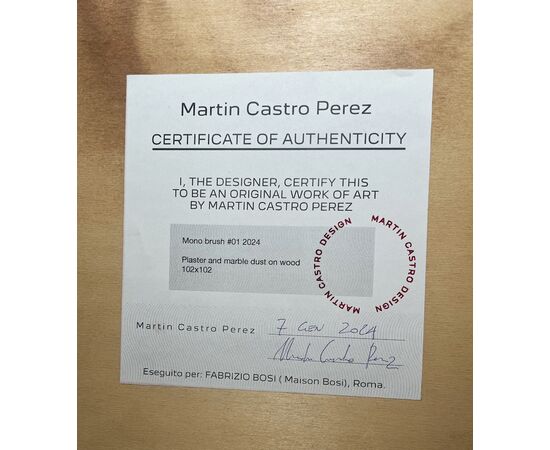 Martin Castro Perez
CERTIFICATE OF AUTHENTICITY
I, THE DESIGNER, CERTIFY THIS
TO BE AN ORIGINAL WORK OF ART
BY MARTIN CASTRO PEREZ
Mono brush #01 2024
Plaster and marble dust on wood
102x102
MARTIN CASTRO DESIGN
MARTIN CASTRO DESIGN
Martin Castro Perez 7 GEN 2024
Eseguito per: FABRIZIO BOSI ( Maison Bosi), Roma.